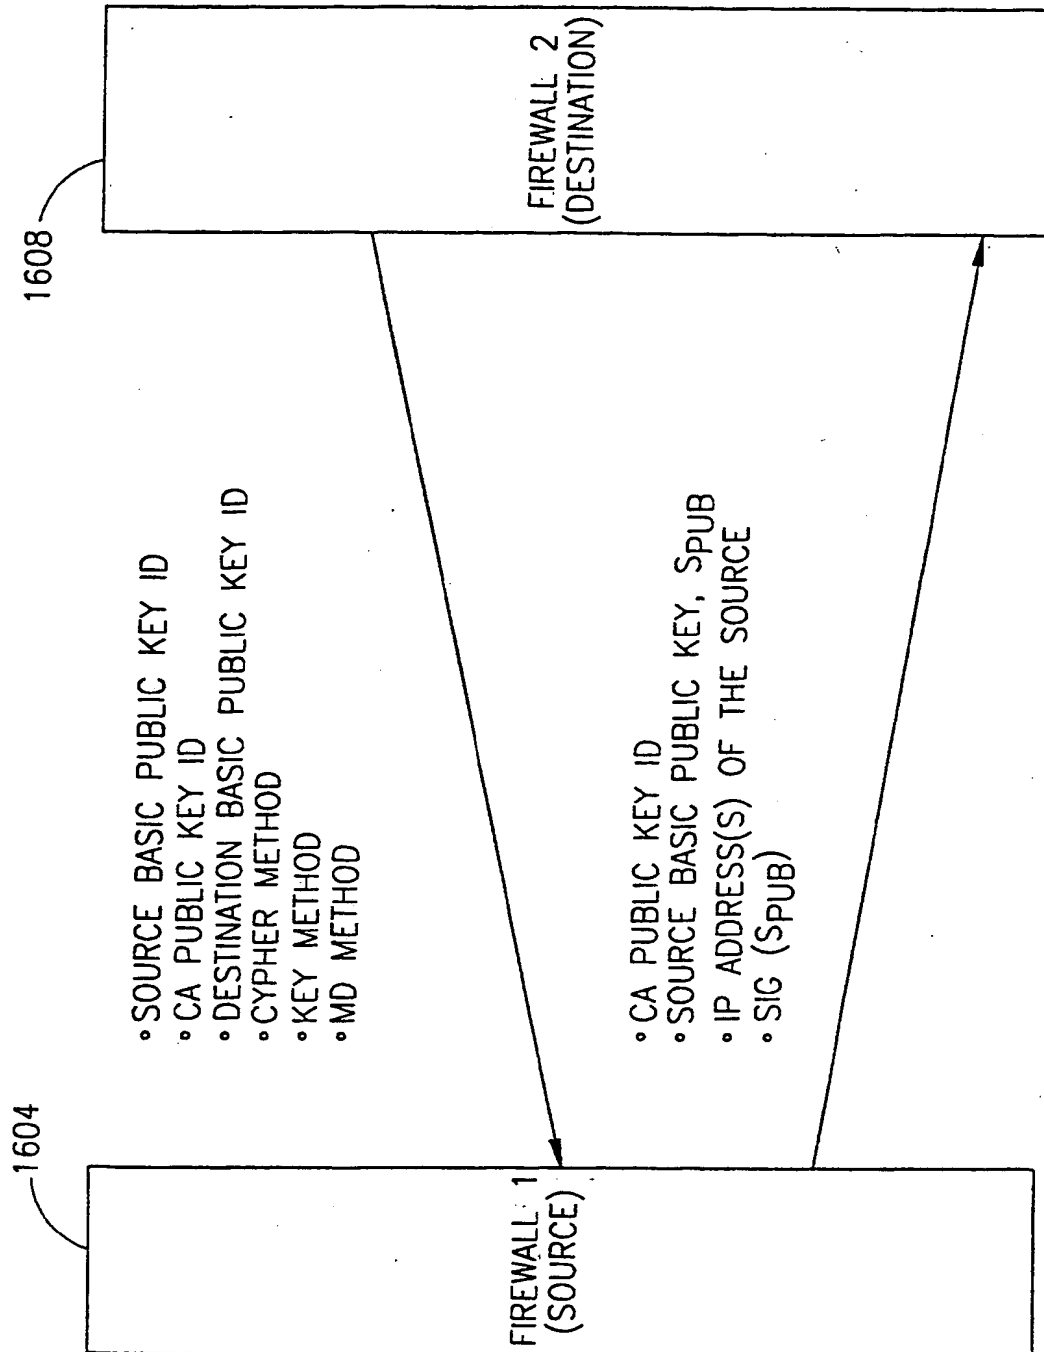 1604
1608
FIREWALL 1
(SOURCE)
• SOURCE BASIC PUBLIC KEY ID
• CA PUBLIC KEY ID
• DESTINATION BASIC PUBLIC KEY ID
• CYPHER METHOD
• KEY METHOD
• MD METHOD
• CA PUBLIC KEY ID
• SOURCE BASIC PUBLIC KEY, SPUB
• IP ADDRESS(S) OF THE SOURCE
• SIG (SPUB)
FIREWALL 2
(DESTINATION)